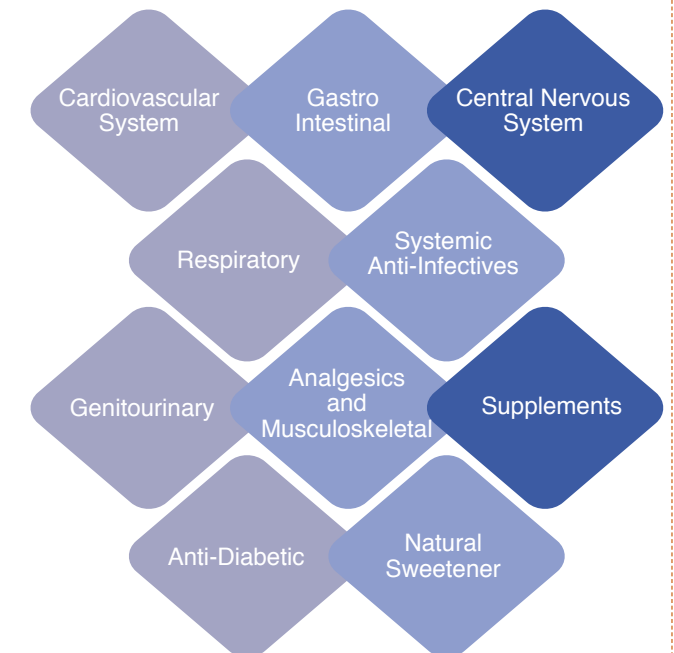 Cardiovascular
System
Gastro
Intestinal
Central Nervous
System
Respiratory
Systemic
Anti-Infectives
Genitourinary
Analgesics
and
Musculoskeletal
Supplements
Anti-Diabetic
Natural
Sweetener